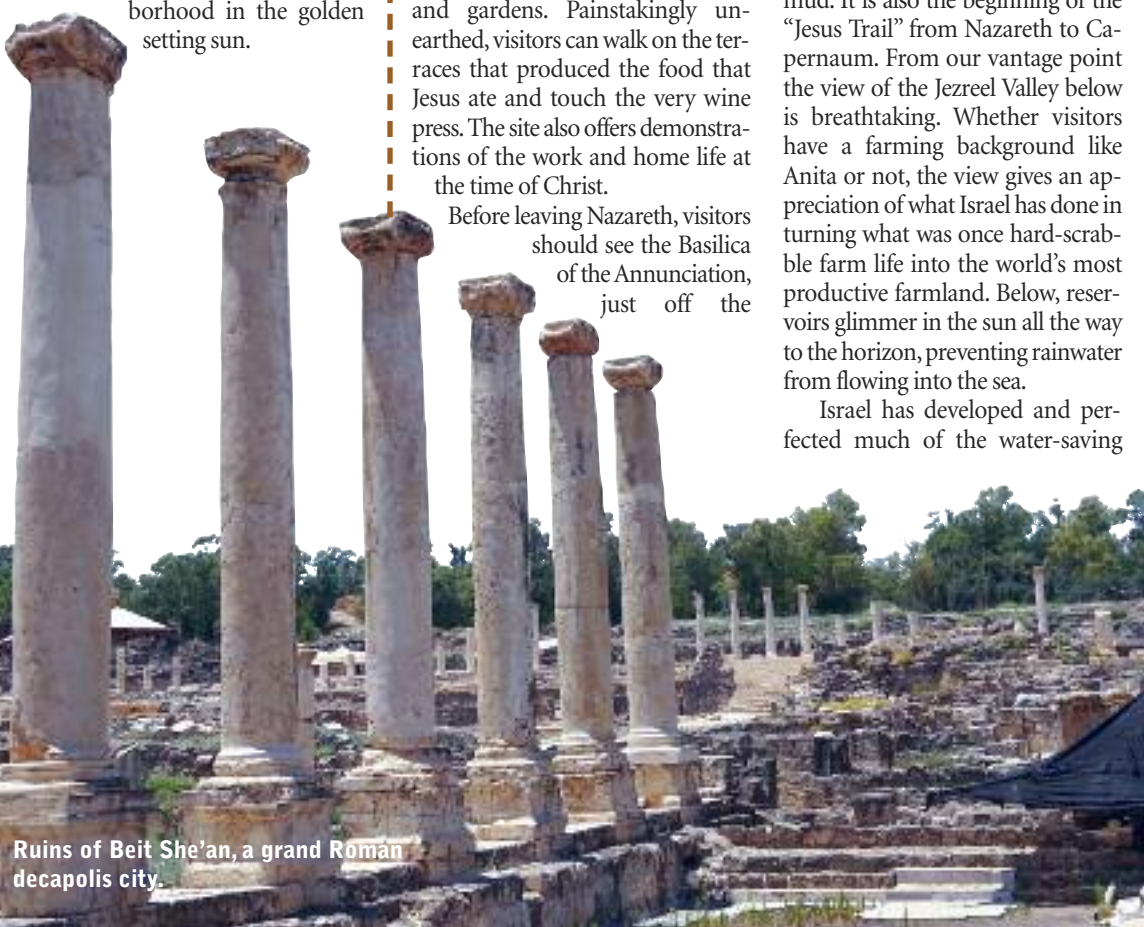 borhood in the golden
setting sun.
and gardens. Painstakingly un-
earthed, visitors can walk on the ter-
races that produced the food that
Jesus ate and touch the very wine
press. The site also offers demonstra-
tions of the work and home life at
the time of Christ.
Before leaving Nazareth, visitors
should see the Basilica
of the Annunciation,
just off the
mud. It is also the beginning of the
“Jesus Trail” from Nazareth to Ca-
pernaum. From our vantage point
the view of the Jezreel Valley below
is breathtaking. Whether visitors
have a farming background like
Anita or not, the view gives an ap-
preciation of what Israel has done in
turning what was once hard-scrab-
ble farm life into the world’s most
productive farmland. Below, reser-
voirs glimmer in the sun all the way
to the horizon, preventing rainwater
from flowing into the sea.
Israel has developed and per-
fected much of the water-saving
Ruins of Beit She’an, a grand Roman
decapolis city.